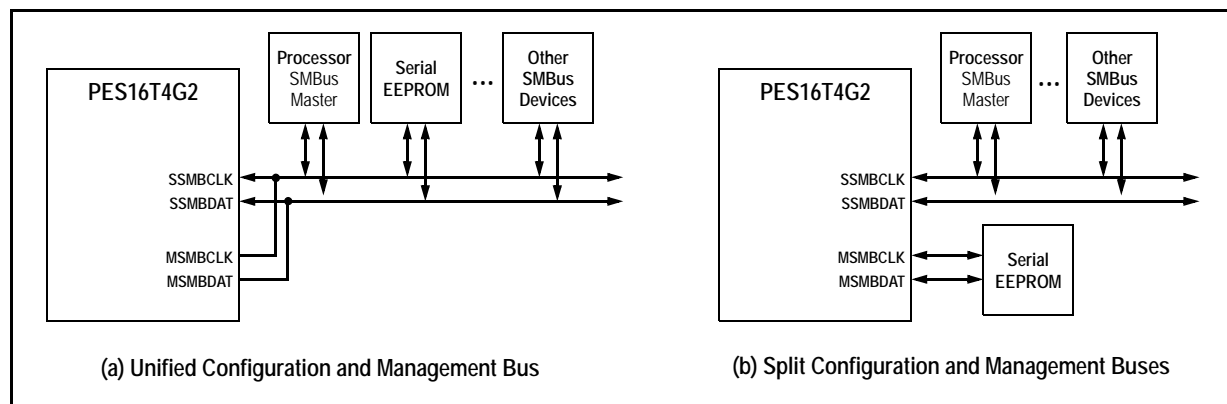 PES16T4G2
Processor
SMBus
Master
Serial
EEPROM
...
Other
SMBus
Devices
SSMBCLK
SSMBDAT
MSMBCLK
MSMBDAT
(a) Unified Configuration and Management Bus
PES16T4G2
Processor
SMBus
Master
...
Other
SMBus
Devices
SSMBCLK
SSMBDAT
MSMBCLK
MSMBDAT
Serial
EEPROM
(b) Split Configuration and Management Buses